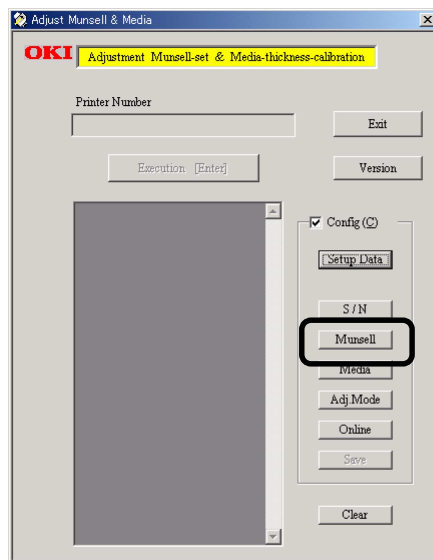 Adjust Munsell & Media
OKI Adjustment Munsell-set & Media-thickness-calibration
Printer Number
Exit
Execution [Enter]
Version
Config (C)
Setup Data
S / N
Munsell
Media
Adj.Mode
Online
Save
Clear